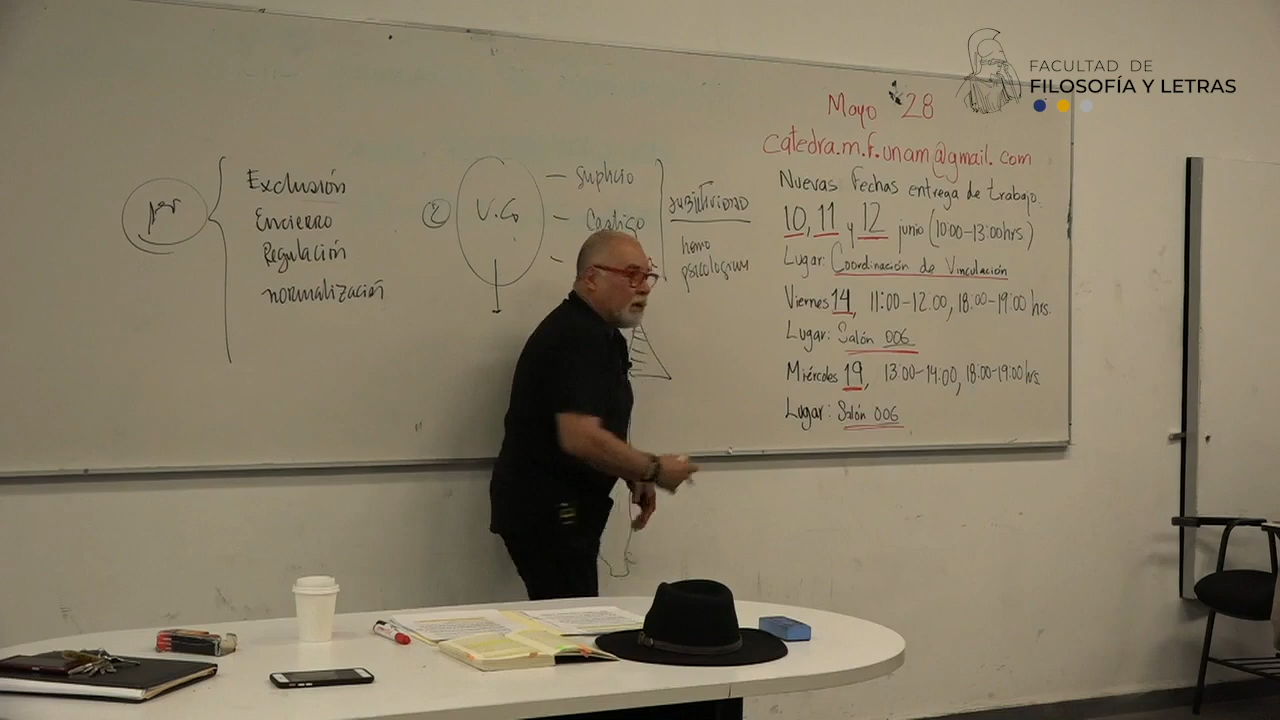 FACULTAD DE
FILOSOFÍA Y LETRAS
Mayo 28
catedra.m.f.unam@gmail.com
Nuevas fechas entrega de trabajo:
10, 11 y 12 junio (10:00-13:00hrs)
Lugar: Coordinación de Vinculación
Viernes 14, 11:00-12:00, 18:00-19:00 hrs.
Lugar: Salón 006
Miércoles 19, 13:00-14:00, 18:00-19:00 hrs.
Lugar: Salón 006
Exclusión
Encierro
Regulación
normalización
2
V.C.
— Suplicio
— Castigo
—
subjetividad
homo
psicologicum